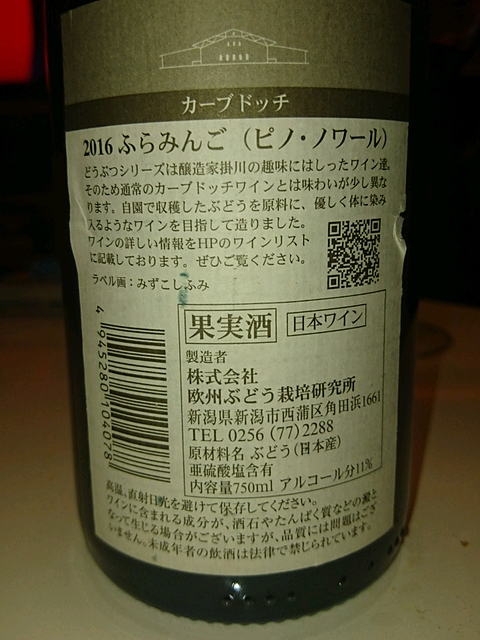 カーブドッチ
2016 ふらみんご（ピノ・ノワール）
どうぶつシリーズは醸造家掛川の趣味にはしったワイン達。
そのため通常のカーブドッチワインとは味わいが少し異な
ります。自園で収穫したぶどうを原料に、優しく体に染み
入るようなワインを目指して造りました。
ワインの詳しい情報をHPのワインリスト
に記載しております。ぜひご覧ください。
ラベル画：みずこしふみ
果実酒 日本ワイン
製造者
株式会社
欧州ぶどう栽培研究所
新潟県新潟市西蒲区角田浜1661
TEL 0256 (77) 2288
原材料名 ぶどう（日本産）
亜硫酸塩含有
内容量750ml アルコール分11%
4 945280 104078
高温、直射日光を避けて保存してください。
ワインに含まれる成分が、酒石やたんぱく質などの澱と
なって生じる場合がございますが、品質には問題はござ
いません。未成年者の飲酒は法律で禁じられています。